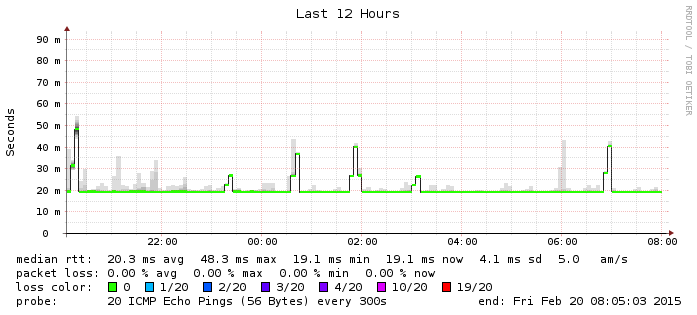 Last 12 Hours
RRDTOOL / TOBI OETIKER
Seconds
90 m
80 m
70 m
60 m
50 m
40 m
30 m
20 m
10 m
0
22:00 00:00 02:00 04:00 06:00 08:00
median rtt: 20.3 ms avg 48.3 ms max 19.1 ms min 19.1 ms now 4.1 ms sd 5.0 am/s
packet loss: 0.00 % avg 0.00 % max 0.00 % min 0.00 % now
loss color: 0 1/20 2/20 3/20 4/20 10/20 19/20
probe: 20 ICMP Echo Pings (56 Bytes) every 300s end: Fri Feb 20 08:05:03 2015